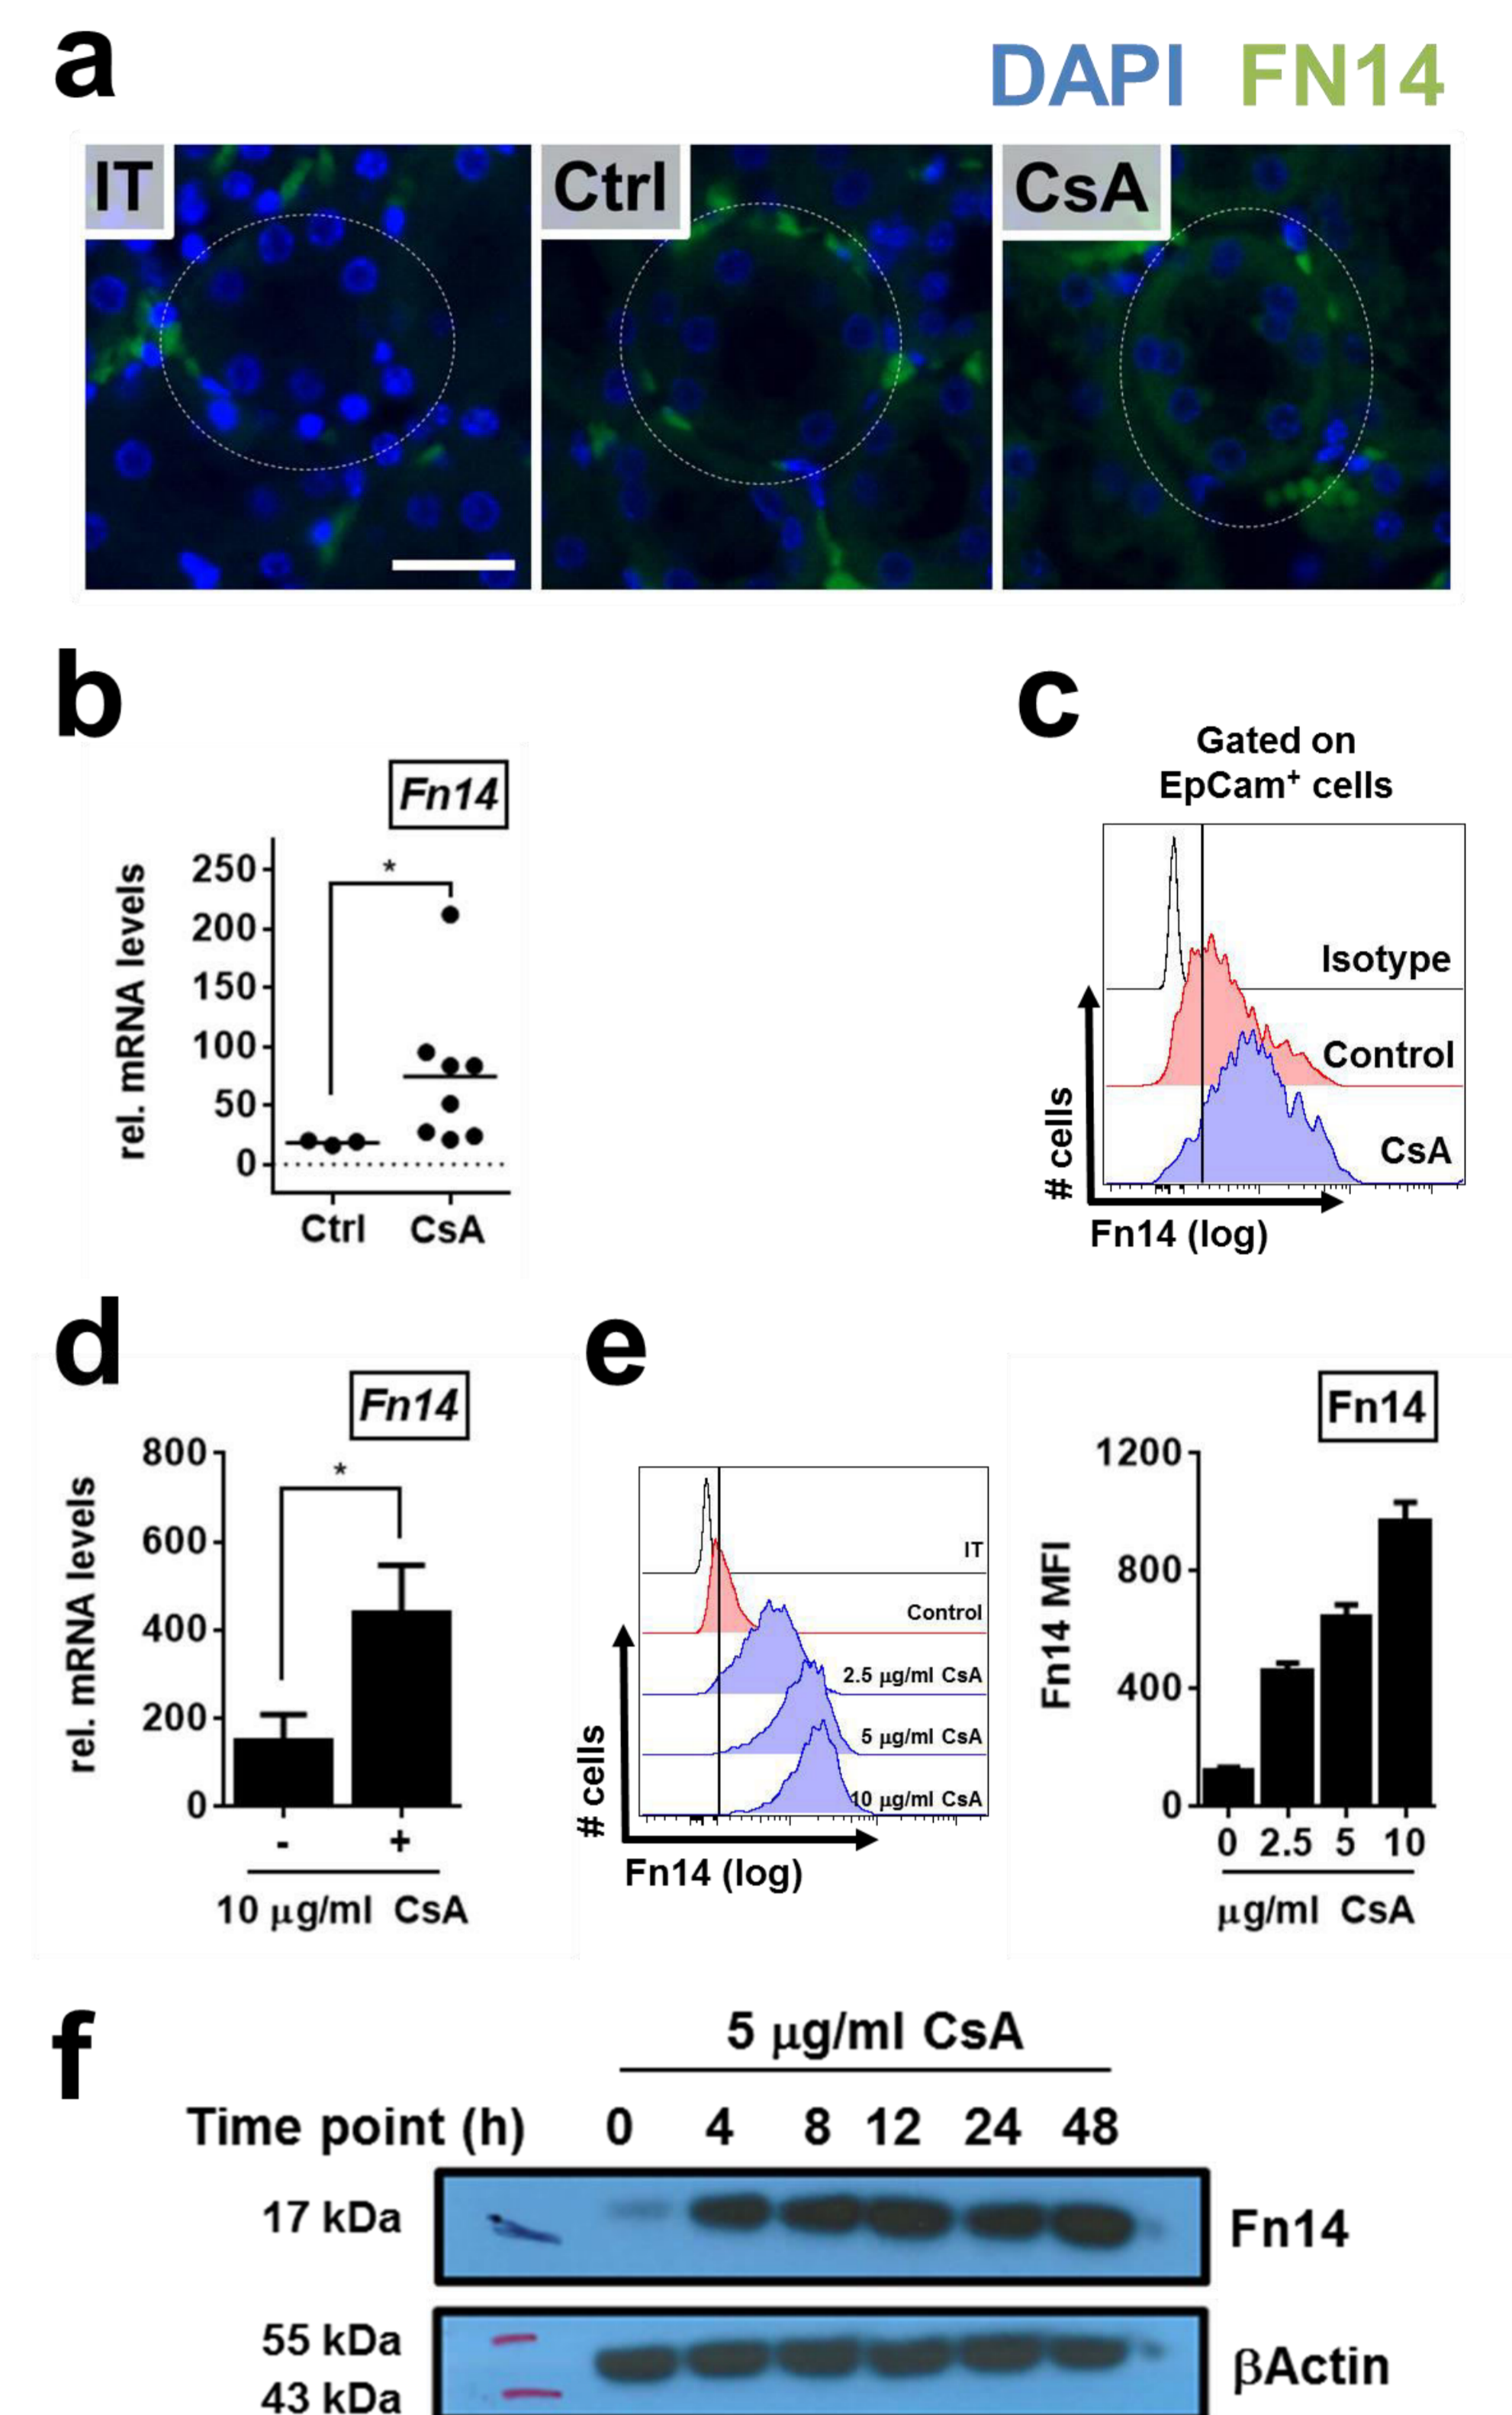 a
DAPI FN14
IT
Ctrl
CsA
b
Fn14
rel. mRNA levels
250
200
150
100
50
0
*
Ctrl CsA
c
Gated on
EpCam+ cells
Isotype
Control
CsA
# cells
Fn14 (log)
d
Fn14
rel. mRNA levels
800
600
400
200
0
*
- +
10 μg/ml CsA
e
IT
Control
2.5 μg/ml CsA
5 μg/ml CsA
10 μg/ml CsA
# cells
Fn14 (log)
Fn14
Fn14 MFI
1200
800
400
0
0 2.5 5 10
μg/ml CsA
f
5 μg/ml CsA
Time point (h) 0 4 8 12 24 48
17 kDa
Fn14
55 kDa
βActin
43 kDa